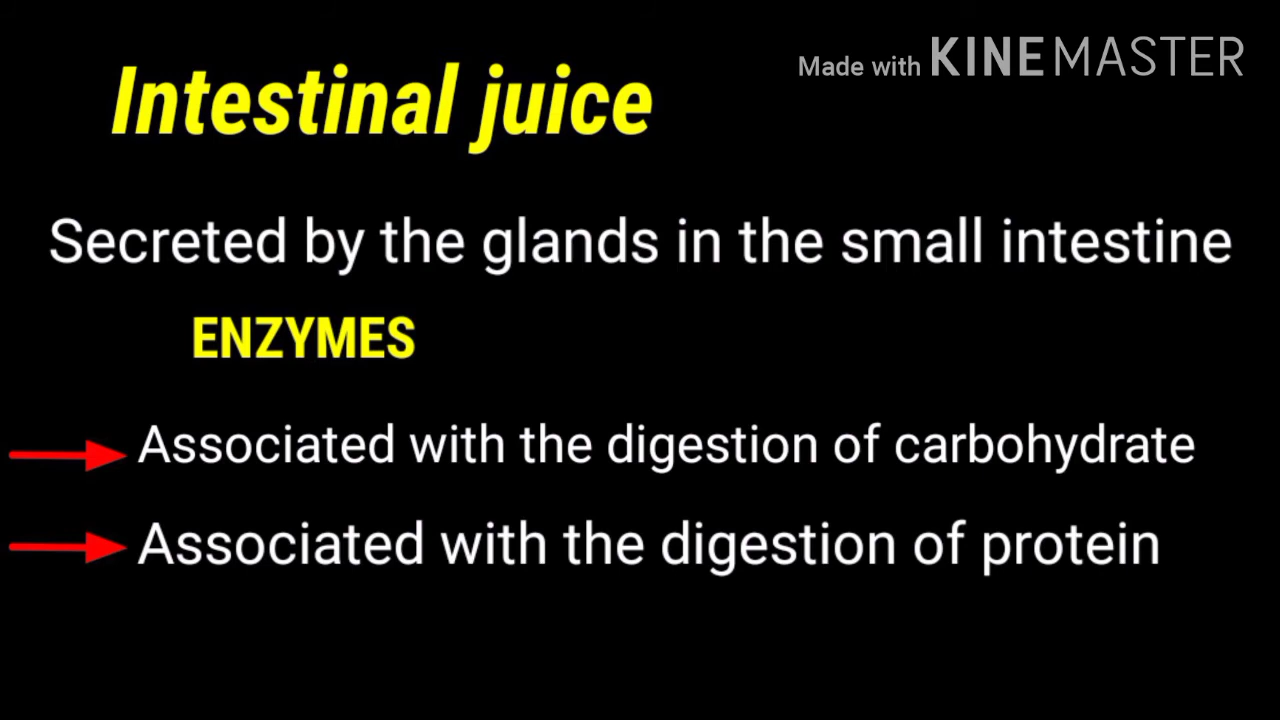 Made with KINEMASTER
Intestinal juice
Secreted by the glands in the small intestine
ENZYMES
Associated with the digestion of carbohydrate
Associated with the digestion of protein